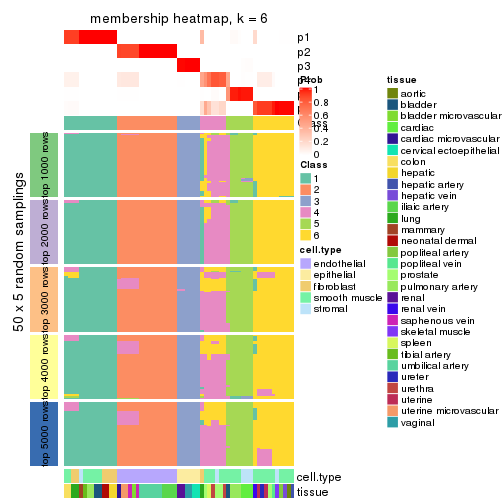 membership heatmap, k = 6
p1
p2
p3
Prob
1
0.8
0.6
0.4
0.2
0
Class
1
2
3
4
5
6
cell.type
endothelial
epithelial
fibroblast
smooth muscle
stromal
tissue
aortic
bladder
bladder microvascular
cardiac
cardiac microvascular
cervical ectoepithelial
colon
hepatic
hepatic artery
hepatic vein
iliaic artery
lung
mammary
neonatal dermal
popliteal artery
popliteal vein
prostate
pulmonary artery
renal
renal vein
saphenous vein
skeletal muscle
spleen
tibial artery
umbilical artery
ureter
urethra
uterine
uterine microvascular
vaginal
50 x 5 random samplings
top 1000 rows
top 2000 rows
top 3000 rows
top 4000 rows
top 5000 rows
cell.type
tissue